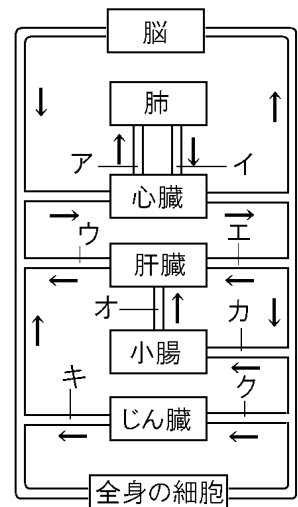 脳
肺
ア
イ
心臓
ウ
エ
肝臓
オ
カ
小腸
キ
ク
じん臓
全身の細胞